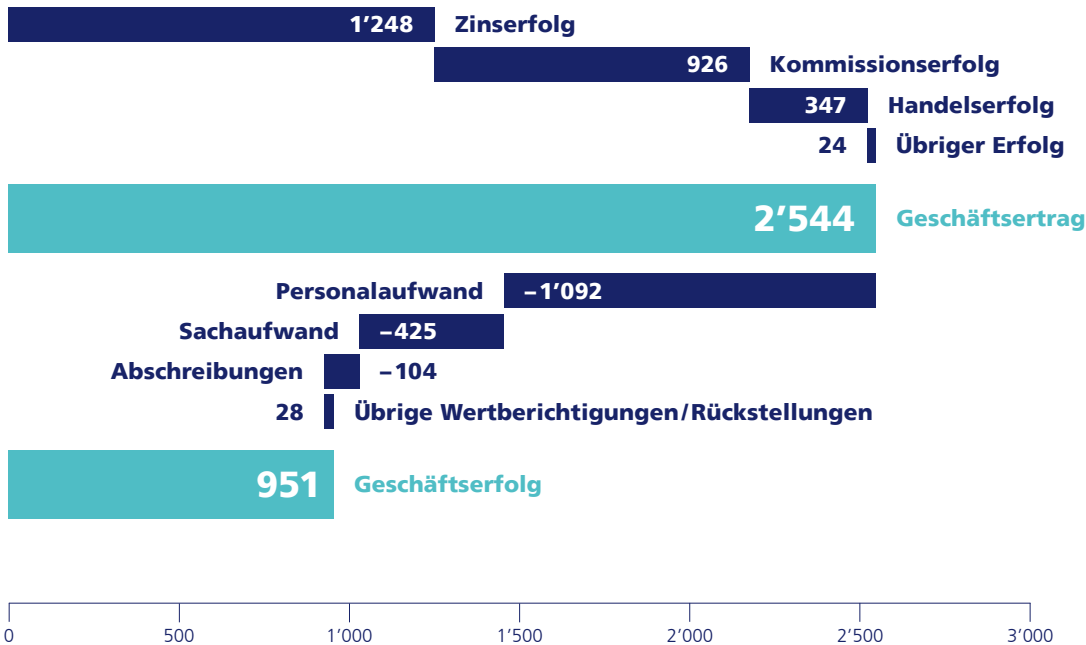 1’248 Zinserfolg
926 Kommissionserfolg
347 Handelserfolg
24 Übriger Erfolg
2’544 Geschäftsertrag
Personalaufwand –1’092
Sachaufwand –425
Abschreibungen –104
28 Übrige Wertberichtigungen/Rückstellungen
951 Geschäftserfolg
0 500 1’000 1’500 2’000 2’500 3’000